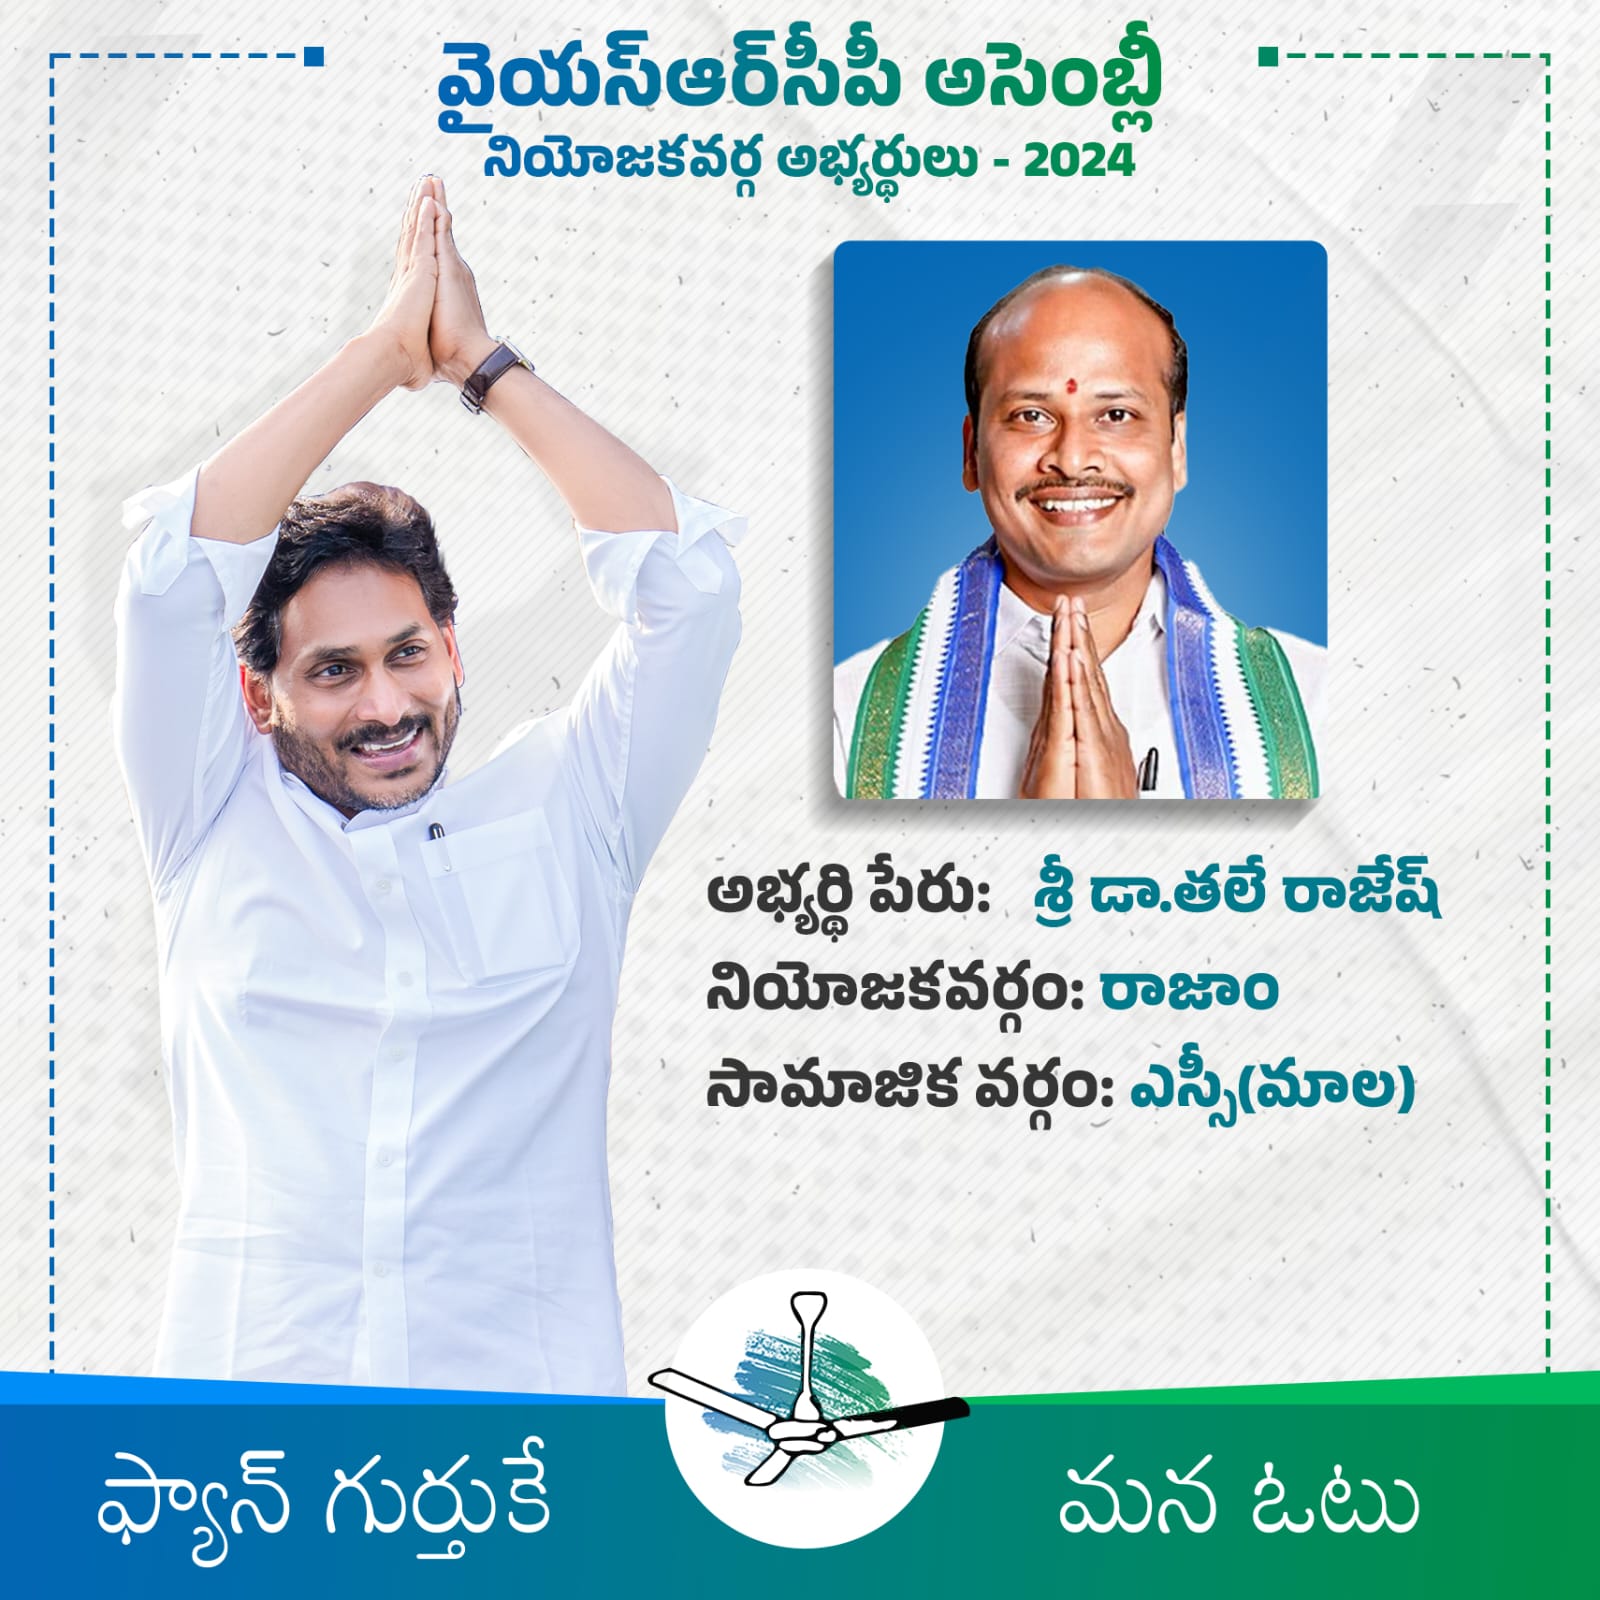 వైయస్ఆర్‌సీపీ అసెంబ్లీ
నియోజకవర్గ అభ్యర్థులు - 2024
అభ్యర్థి పేరు: శ్రీ డా.తలే రాజేష్
నియోజకవర్గం: రాజాం
సామాజిక వర్గం: ఎస్సీ(మాల)
ఫ్యాన్ గుర్తుకే మన ఓటు